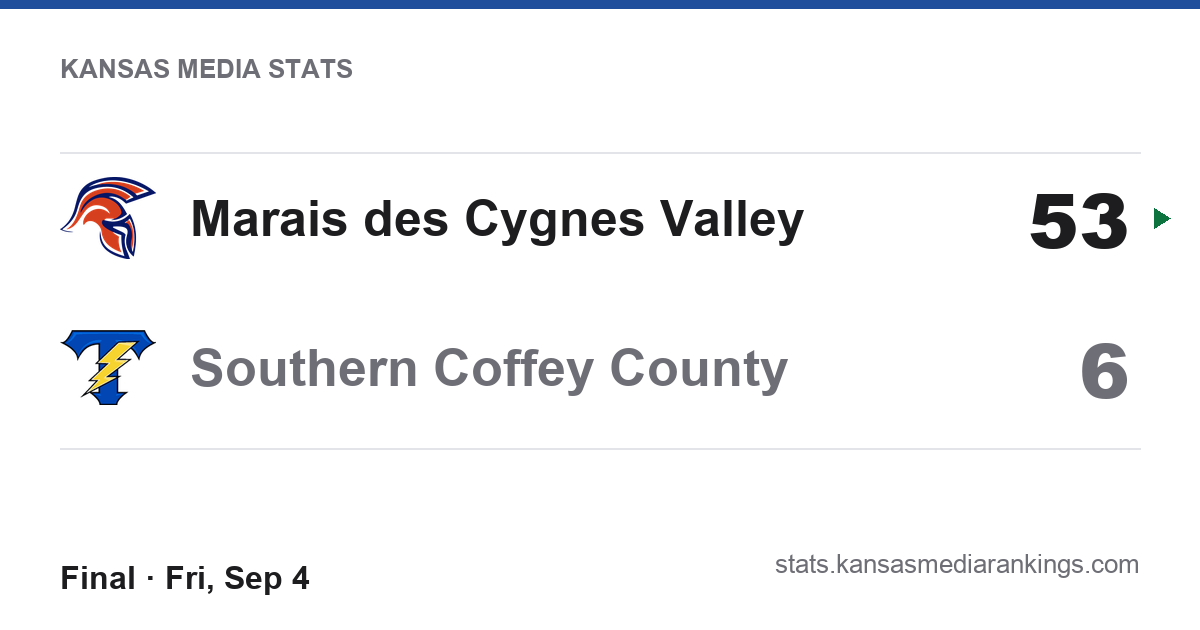 KANSAS MEDIA STATS
Marais des Cygnes Valley 53
Southern Coffey County 6
Final · Fri, Sep 4
stats.kansasmediarankings.com